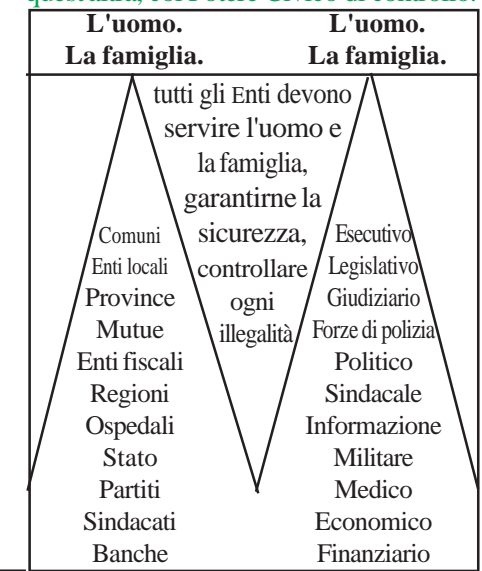 L'uomo.
La famiglia.
L'uomo.
La famiglia.
tutti gli Enti devono
servire l'uomo e
la famiglia,
garantirne la
sicurezza,
controllare
ogni
illegalità
Comuni
Enti locali
Province
Mutue
Enti fiscali
Regioni
Ospedali
Stato
Partiti
Sindacati
Banche
Esecutivo
Legislativo
Giudiziario
Forze di polizia
Politico
Sindacale
Informazione
Militare
Medico
Economico
Finanziario